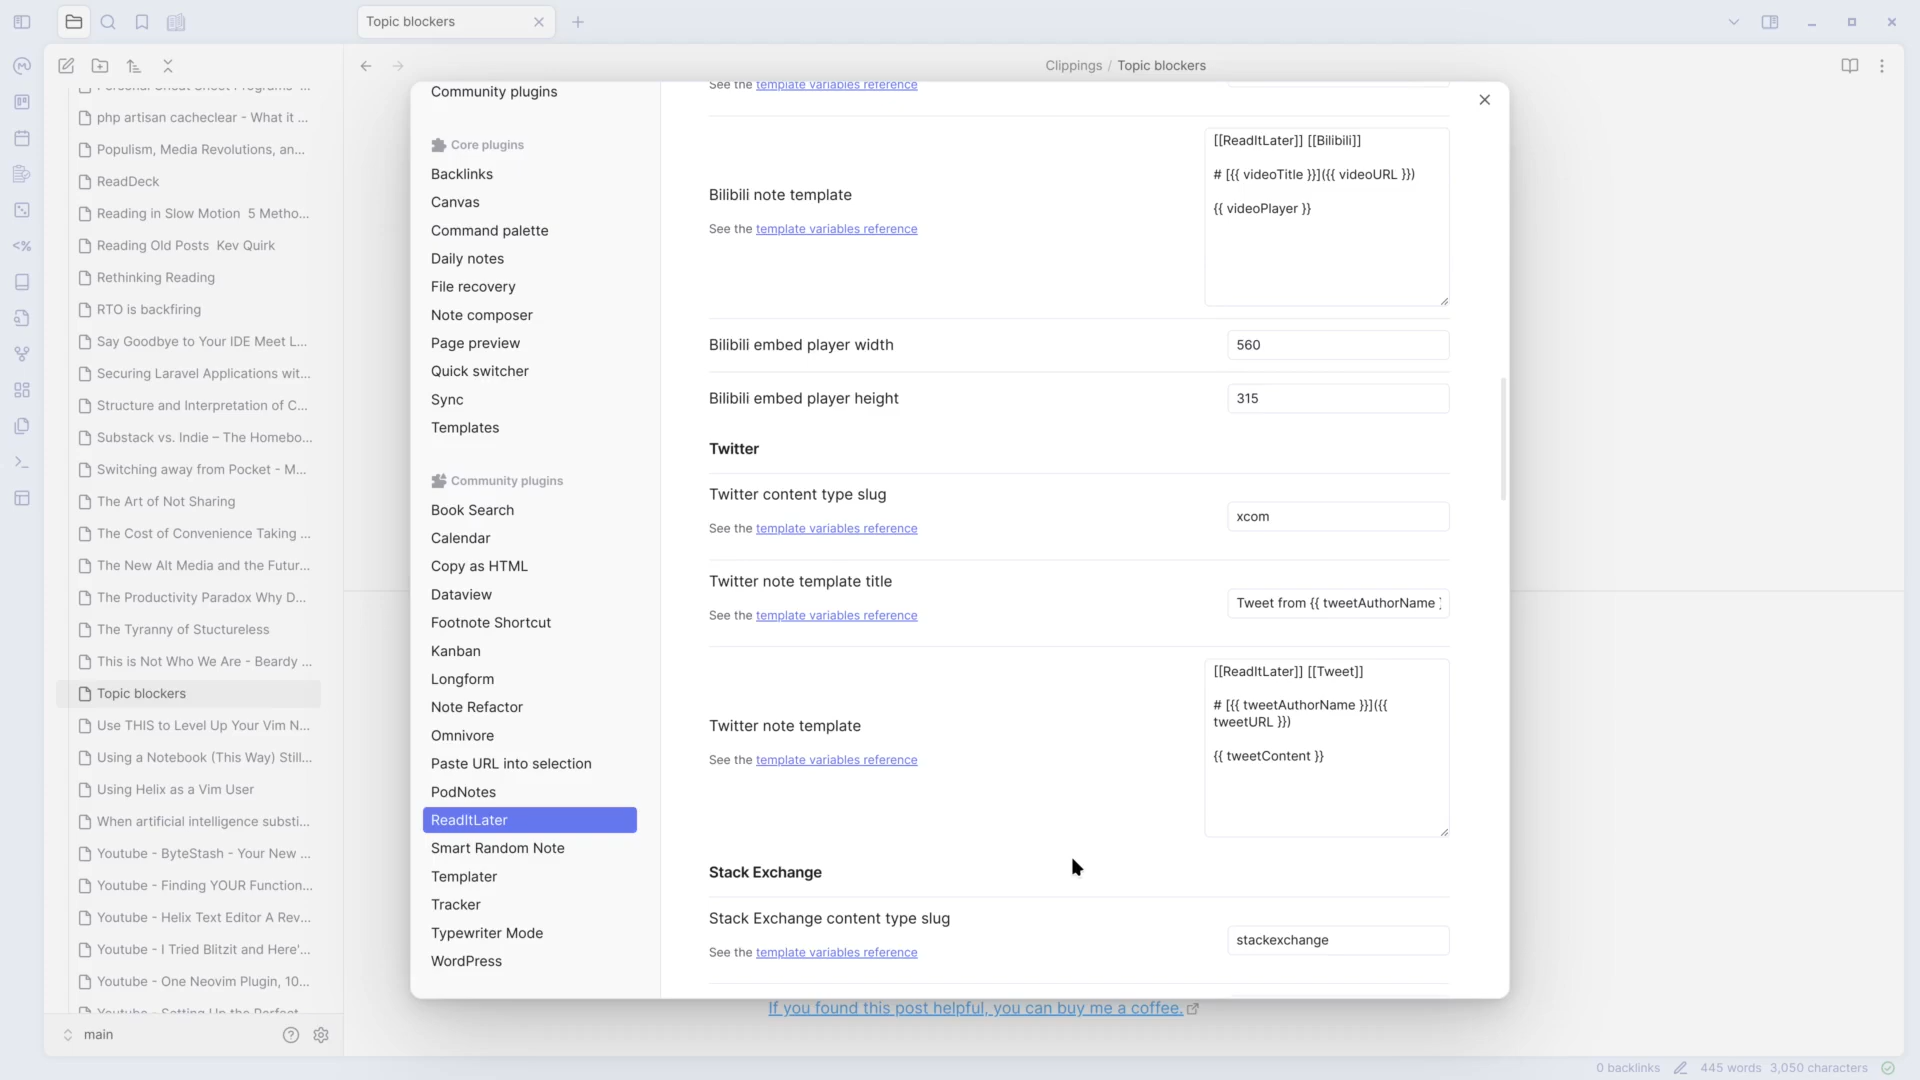 Topic blockers
Clippings / Topic blockers
php artisan cacheclear - What it ...
Populism, Media Revolutions, an...
ReadDeck
Reading in Slow Motion 5 Metho...
Reading Old Posts Kev Quirk
Rethinking Reading
RTO is backfiring
Say Goodbye to Your IDE Meet L...
Securing Laravel Applications wit...
Structure and Interpretation of C...
Substack vs. Indie – The Homebo...
Switching away from Pocket - M...
The Art of Not Sharing
The Cost of Convenience Taking ...
The New Alt Media and the Futur...
The Productivity Paradox Why D...
The Tyranny of Stuctureless
This is Not Who We Are - Beardy ...
Topic blockers
Use THIS to Level Up Your Vim N...
Using a Notebook (This Way) Still...
Using Helix as a Vim User
When artificial intelligence substi...
Youtube - ByteStash - Your New ...
Youtube - Finding YOUR Function...
Youtube - Helix Text Editor A Rev...
Youtube - I Tried Blitzit and Here'...
Youtube - One Neovim Plugin, 10...
main
Community plugins
Core plugins
Backlinks
Canvas
Command palette
Daily notes
File recovery
Note composer
Page preview
Quick switcher
Sync
Templates
Community plugins
Book Search
Calendar
Copy as HTML
Dataview
Footnote Shortcut
Kanban
Longform
Note Refactor
Omnivore
Paste URL into selection
PodNotes
ReadItLater
Smart Random Note
Templater
Tracker
Typewriter Mode
WordPress
See the template variables reference
Bilibili note template
See the template variables reference
[[ReadItLater]] [[Bilibili]]
# [{{ videoTitle }}]({{ videoURL }})
{{ videoPlayer }}
Bilibili embed player width
560
Bilibili embed player height
315
Twitter
Twitter content type slug
See the template variables reference
xcom
Twitter note template title
See the template variables reference
Tweet from {{ tweetAuthorName }
Twitter note template
See the template variables reference
[[ReadItLater]] [[Tweet]]
# [{{ tweetAuthorName }}]({{
tweetURL }})
{{ tweetContent }}
Stack Exchange
Stack Exchange content type slug
See the template variables reference
stackexchange
If you found this post helpful, you can buy me a coffee.
0 backlinks
445 words
3,050 characters